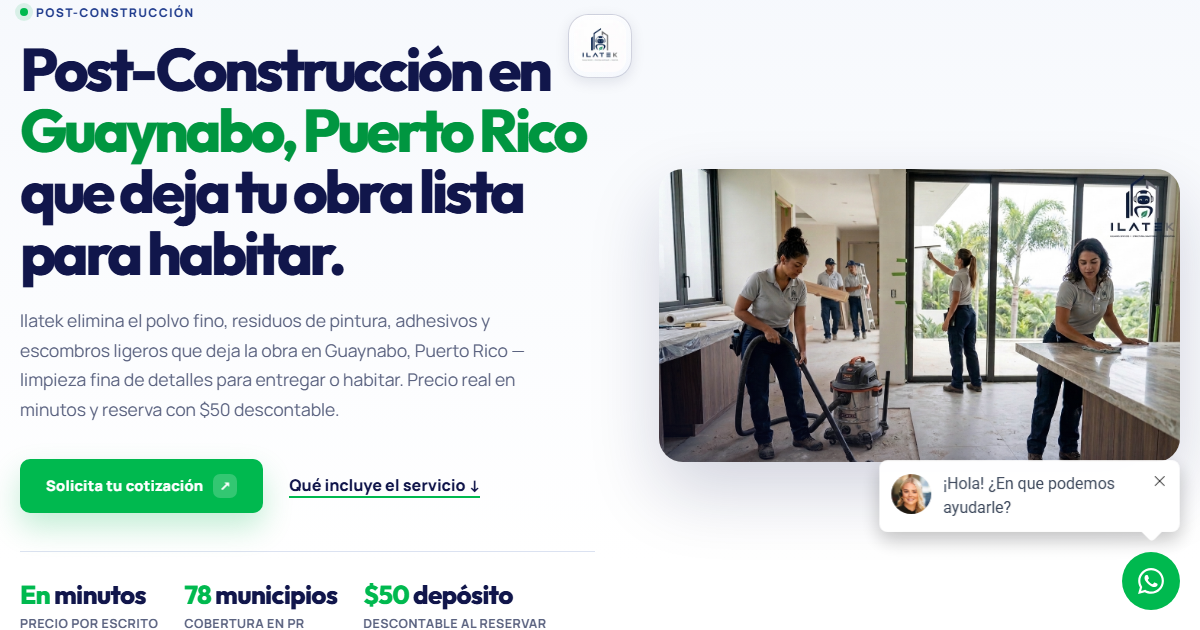 POST-CONSTRUCCIÓN
ILATEK
Post-Construcción en
Guaynabo, Puerto Rico
que deja tu obra lista
para habitar.
ILATEK
Ilatek elimina el polvo fino, residuos de pintura, adhesivos y
escombros ligeros que deja la obra en Guaynabo, Puerto Rico —
limpieza fina de detalles para entregar o habitar. Precio real en
minutos y reserva con $50 descontable.
Solicita tu cotización ↗
Qué incluye el servicio ↓
¡Hola! ¿En que podemos
ayudarle?
En minutos
PRECIO POR ESCRITO
78 municipios
COBERTURA EN PR
$50 depósito
DESCONTABLE AL RESERVAR